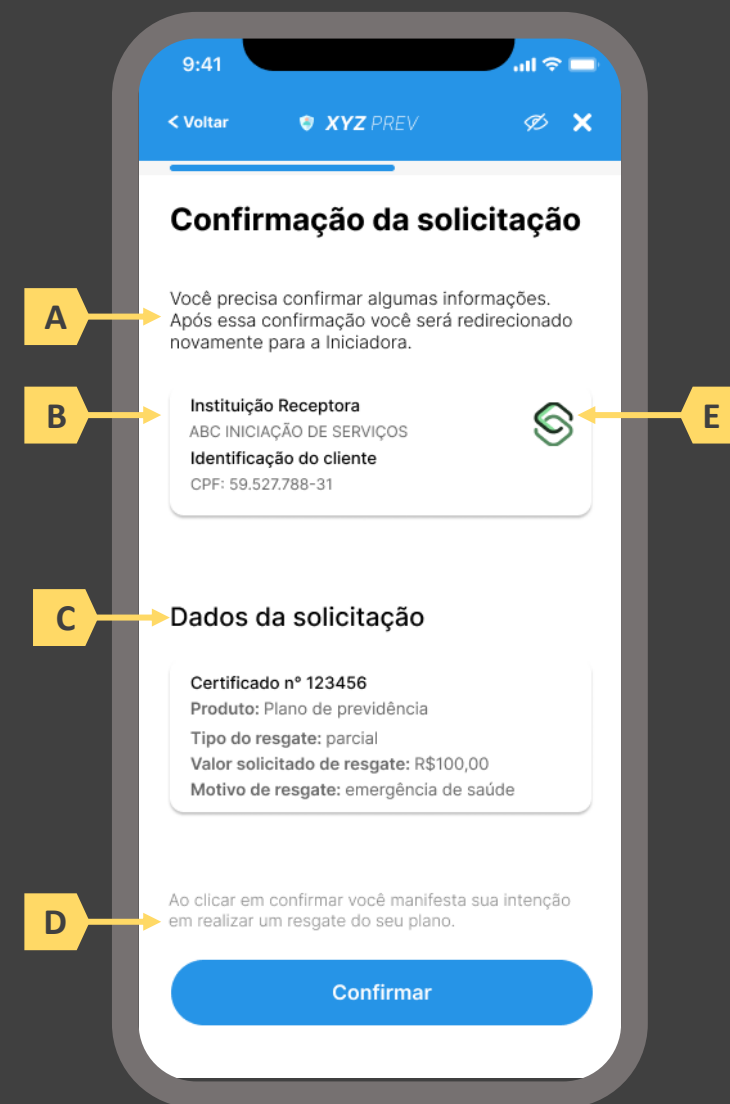 9:41
< Voltar
XYZ PREV
Confirmação da solicitação
A
Você precisa confirmar algumas informações.
Após essa confirmação você será redirecionado
novamente para a Iniciadora.
B
Instituição Receptora
E
ABC INICIAÇÃO DE SERVIÇOS
Identificação do cliente
CPF: 59.527.788-31
C
Dados da solicitação
Certificado n° 123456
Produto: Plano de previdência
Tipo do resgate: parcial
Valor solicitado de resgate: R$100,00
Motivo de resgate: emergência de saúde
D
Ao clicar em confirmar você manifesta sua intenção
em realizar um resgate do seu plano.
Confirmar